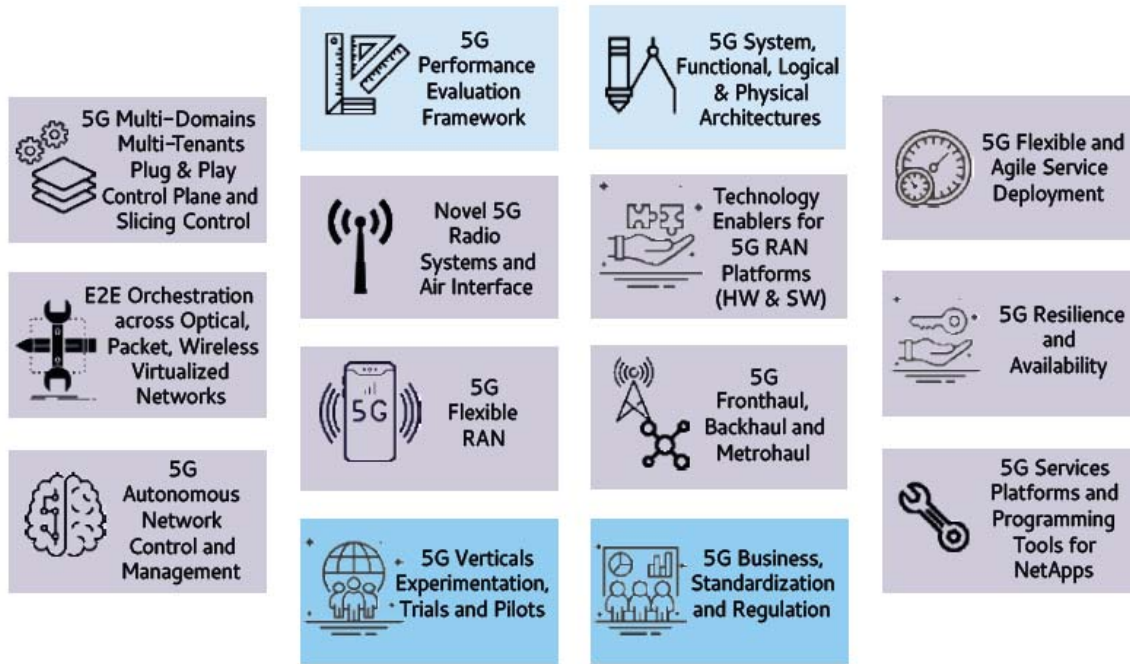 5G
Performance
Evaluation
Framework
5G System,
Functional, Logical
& Physical
Architectures
5G Multi-Domains
Multi-Tenants
Plug & Play
Control Plane and
Slicing Control
Novel 5G
Radio
Systems and
Air Interface
Technology
Enablers for
5G RAN
Platforms
(HW & SW)
5G Flexible and
Agile Service
Deployment
E2E Orchestration
across Optical,
Packet, Wireless
Virtualized
Networks
5G
5G
Flexible
RAN
5G
Fronthaul,
Backhaul and
Metrohaul
5G Resilience
and
Availability
5G
Autonomous
Network
Control and
Management
5G Verticals
Experimentation,
Trials and Pilots
5G Business,
Standardization
and Regulation
5G Services
Platforms and
Programming
Tools for
NetApps